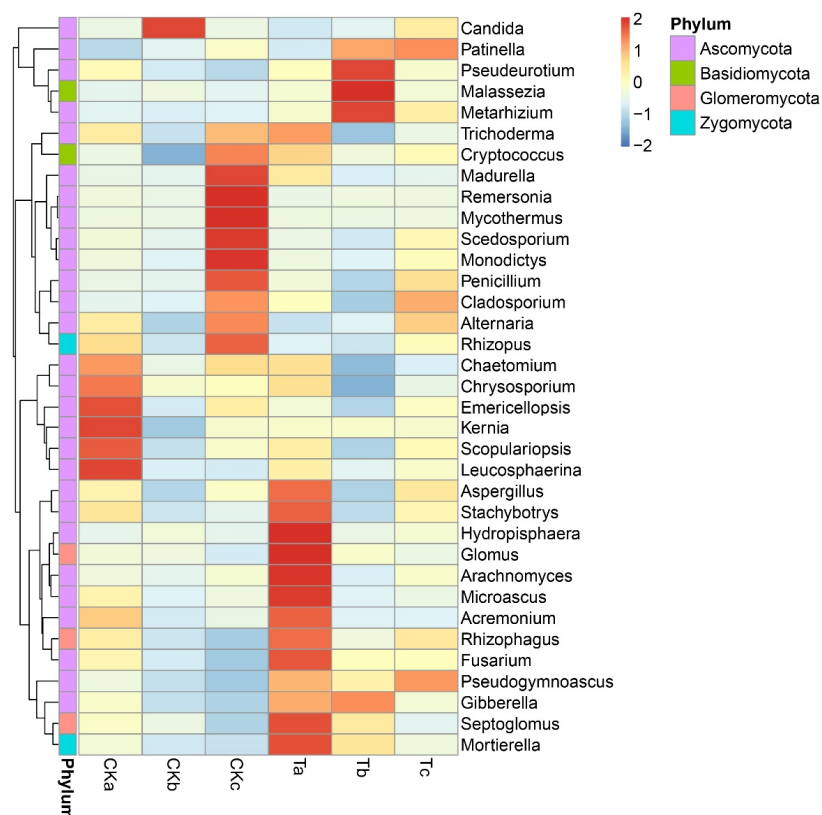 Candida
Patinella
Pseudeurotium
Malassezia
Metarhizium
Trichoderma
Cryptococcus
Madurella
Remersonia
Mycothermus
Scedosporium
Monodictys
Penicillium
Cladosporium
Alternaria
Rhizopus
Chaetomium
Chrysosporium
Emericellopsis
Kernia
Scopulariopsis
Leucosphaerina
Aspergillus
Stachybotrys
Hydropisphaera
Glomus
Arachnomyces
Microascus
Acremonium
Rhizophagus
Fusarium
Pseudogymnoascus
Gibberella
Septoglomus
Mortierella
Phylum
CKa
CKb
CKc
Ta
Tb
Tc
2
1
0
−1
−2
Phylum
Ascomycota
Basidiomycota
Glomeromycota
Zygomycota